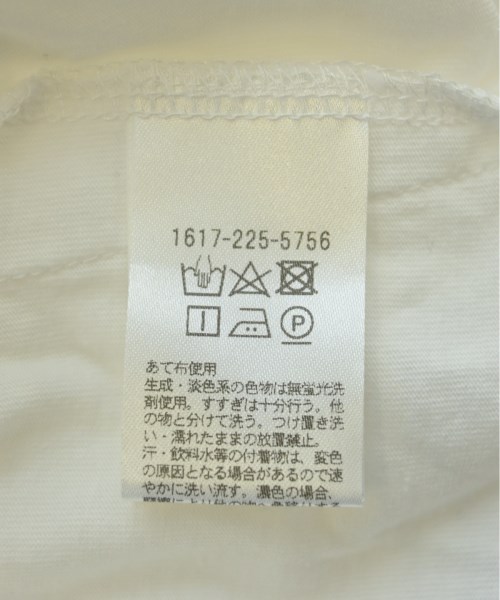 1617-225-5756
P
あて布使用
生成・淡色系の色物は無蛍光洗
剤使用。すすぎは十分行う。他
の物と分けて洗う。つけ置き洗
い・濡れたままの放置禁止。
汗・飲料水等の付着物は、変色
の原因となる場合があるので速
やかに洗い流す。濃色の場合、